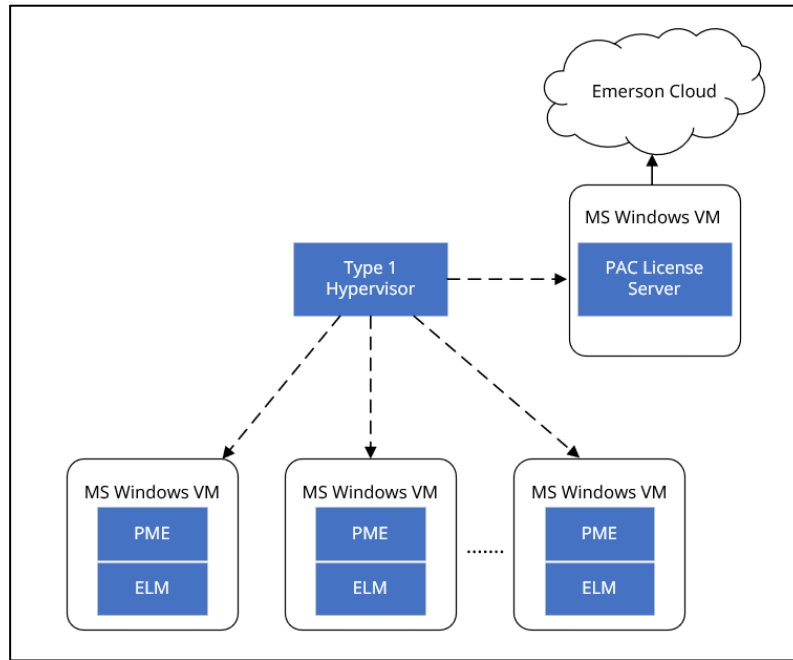 Emerson Cloud
MS Windows VM
Type 1
Hypervisor
PAC License
Server
MS Windows VM
PME
ELM
MS Windows VM
PME
ELM
.......
MS Windows VM
PME
ELM